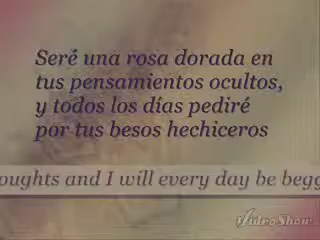 Seré una rosa dorada en
tus pensamientos ocultos,
y todos los días pediré
por tus besos hechiceros
oughts and I will every day be begg
VideoShow